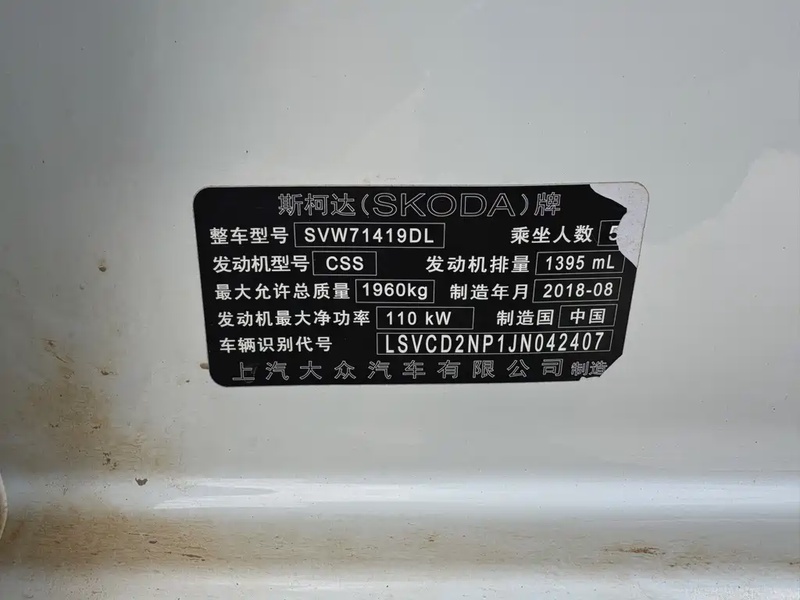 斯柯达(SKODA)牌
整车型号 SVW71419DL 乘坐人数 5
发动机型号 CSS 发动机排量 1395 mL
最大允许总质量 1960kg 制造年月 2018-08
发动机最大净功率 110 kW 制造国 中国
车辆识别代号 LSVCD2NP1JN042407
上汽大众汽车有限公司 制造